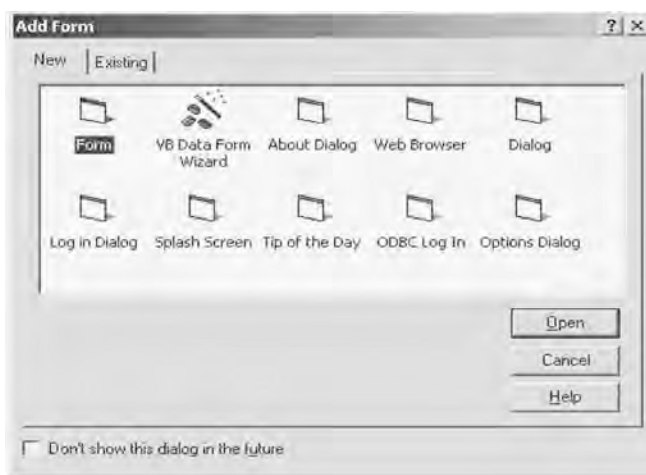 Add Form
New Existing
Form VB Data Form Wizard About Dialog Web Browser Dialog
Log in Dialog Splash Screen Tip of the Day ODBC Log In Options Dialog
Open
Cancel
Help
Don't show this dialog in the future